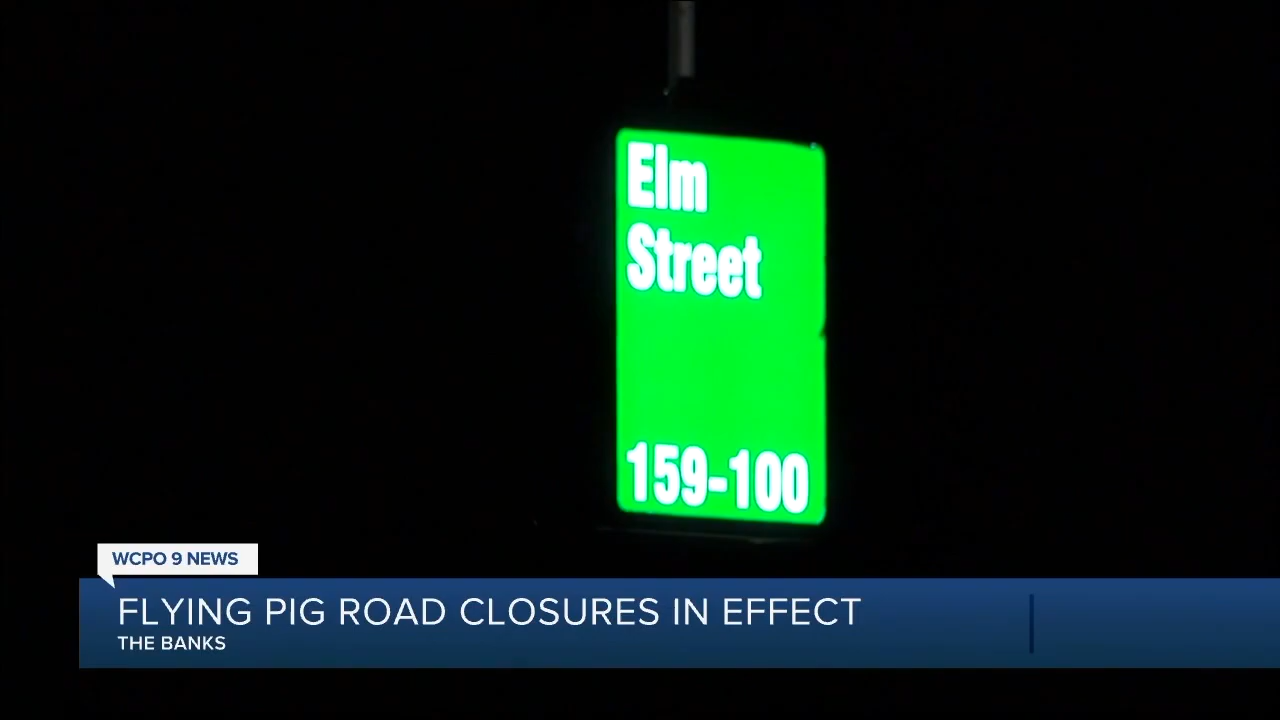 Elm
Street
159-100
WCPO 9 NEWS
FLYING PIG ROAD CLOSURES IN EFFECT
THE BANKS